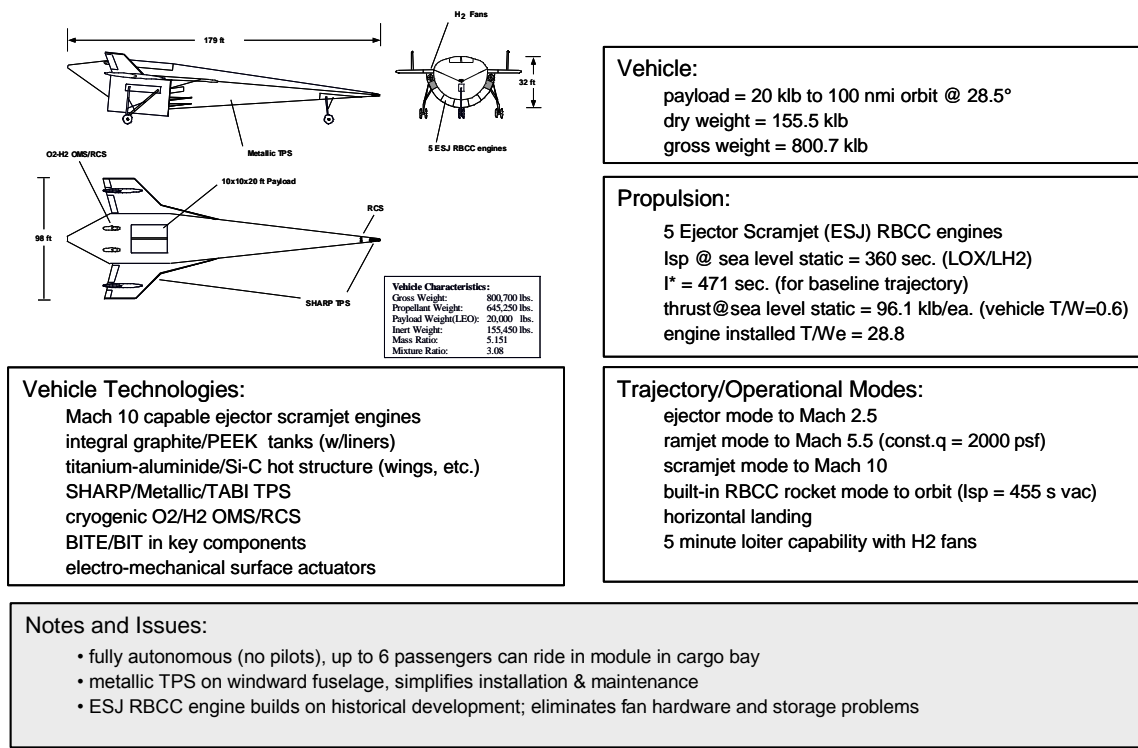 H2 Fans
179 ft
32 ft
5 ESJ RBCC engines
Metallic TPS
O2-H2 OMS/RCS
10x10x20 ft Payload
RCS
98 ft
SHARP TPS
Vehicle Characteristics:
Gross Weight: 800,700 lbs.
Propellant Weight: 645,250 lbs.
Payload Weight(LEO): 20,000 lbs.
Inert Weight: 155,450 lbs.
Mass Ratio: 5.151
Mixture Ratio: 3.08
Vehicle:
payload = 20 klb to 100 nmi orbit @ 28.5°
dry weight = 155.5 klb
gross weight = 800.7 klb
Propulsion:
5 Ejector Scramjet (ESJ) RBCC engines
Isp @ sea level static = 360 sec. (LOX/LH2)
I* = 471 sec. (for baseline trajectory)
thrust@sea level static = 96.1 klb/ea. (vehicle T/W=0.6)
engine installed T/We = 28.8
Vehicle Technologies:
Mach 10 capable ejector scramjet engines
integral graphite/PEEK tanks (w/liners)
titanium-aluminide/Si-C hot structure (wings, etc.)
SHARP/Metallic/TABI TPS
cryogenic O2/H2 OMS/RCS
BITE/BIT in key components
electro-mechanical surface actuators
Trajectory/Operational Modes:
ejector mode to Mach 2.5
ramjet mode to Mach 5.5 (const.q = 2000 psf)
scramjet mode to Mach 10
built-in RBCC rocket mode to orbit (Isp = 455 s vac)
horizontal landing
5 minute loiter capability with H2 fans
Notes and Issues:
• fully autonomous (no pilots), up to 6 passengers can ride in module in cargo bay
• metallic TPS on windward fuselage, simplifies installation & maintenance
• ESJ RBCC engine builds on historical development; eliminates fan hardware and storage problems